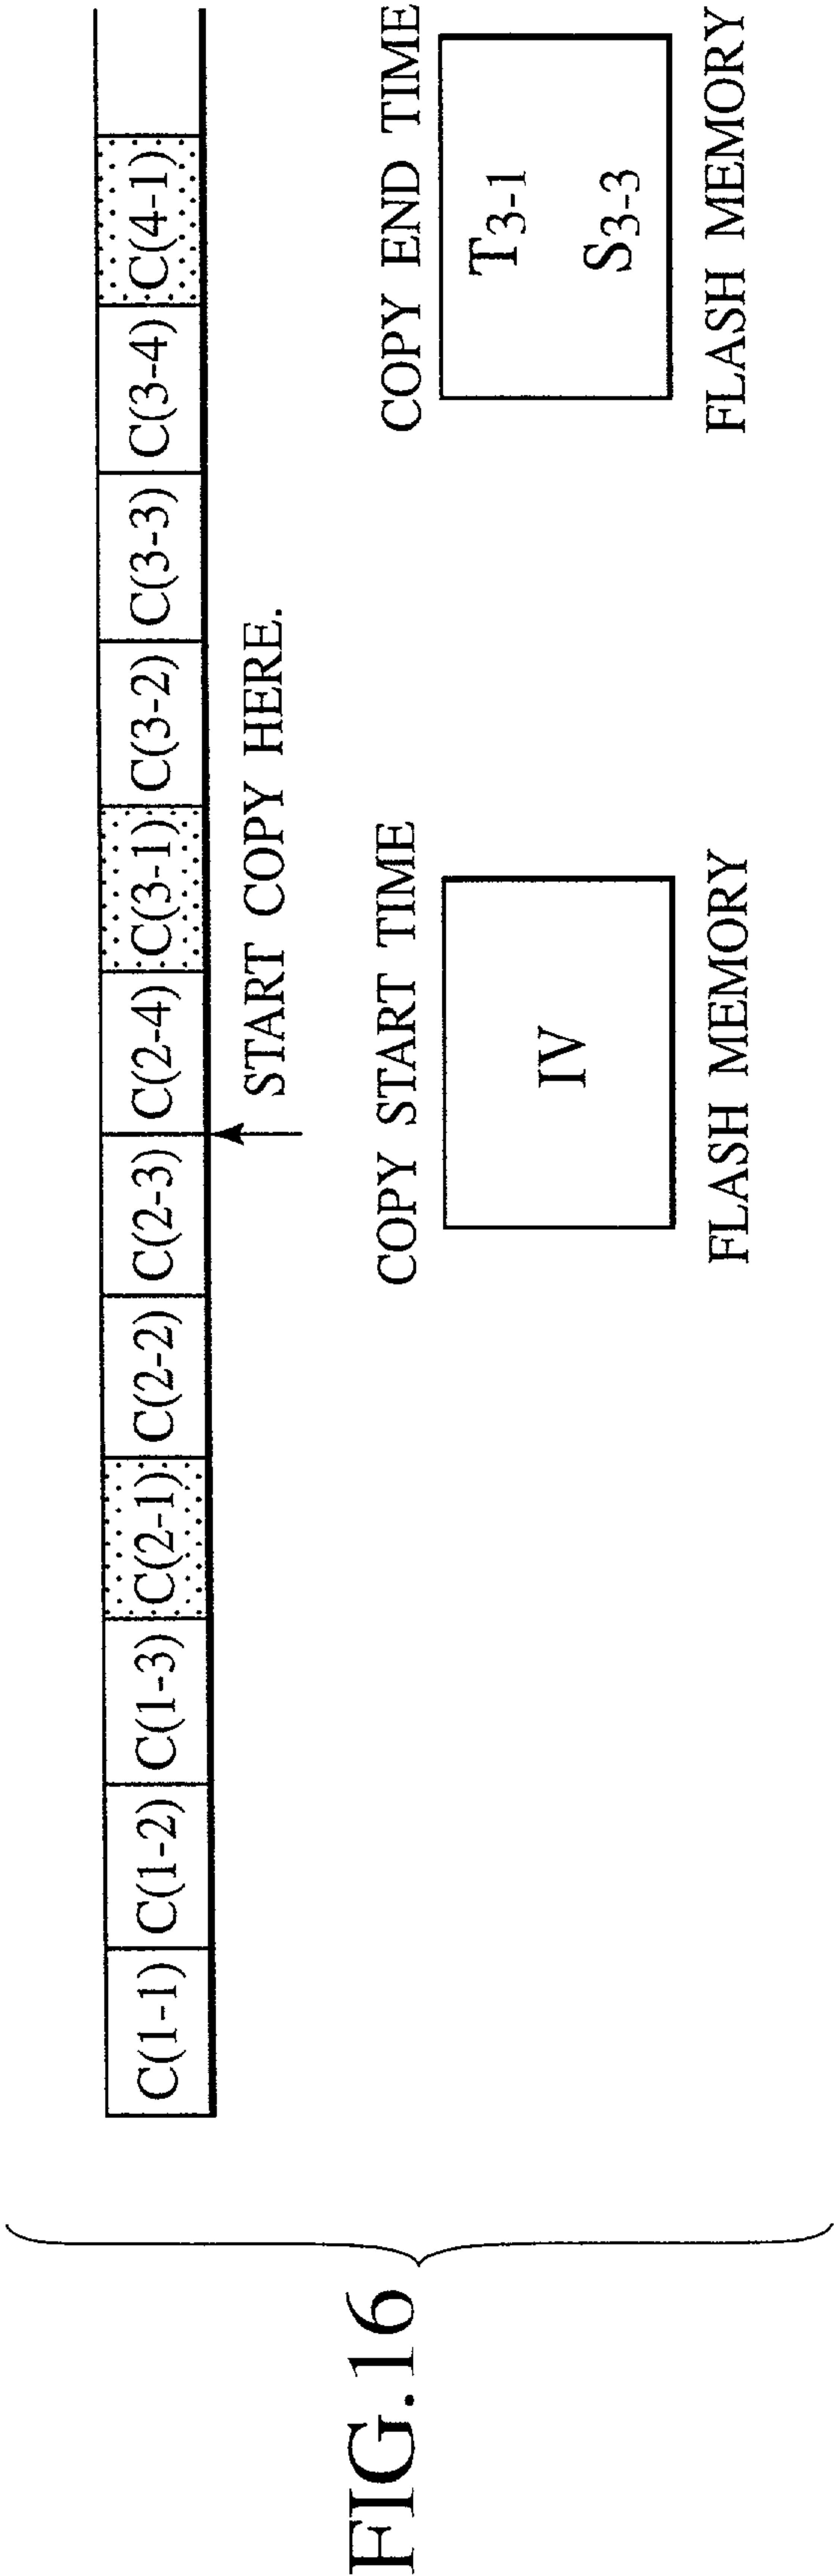 FIG.16
C(1-1) C(1-2) C(1-3) C(2-1) C(2-2) C(2-3) C(2-4) C(3-1) C(3-2) C(3-3) C(3-4) C(4-1)
START COPY HERE.
COPY START TIME
IV
FLASH MEMORY
COPY END TIME
T3-1
S3-3
FLASH MEMORY